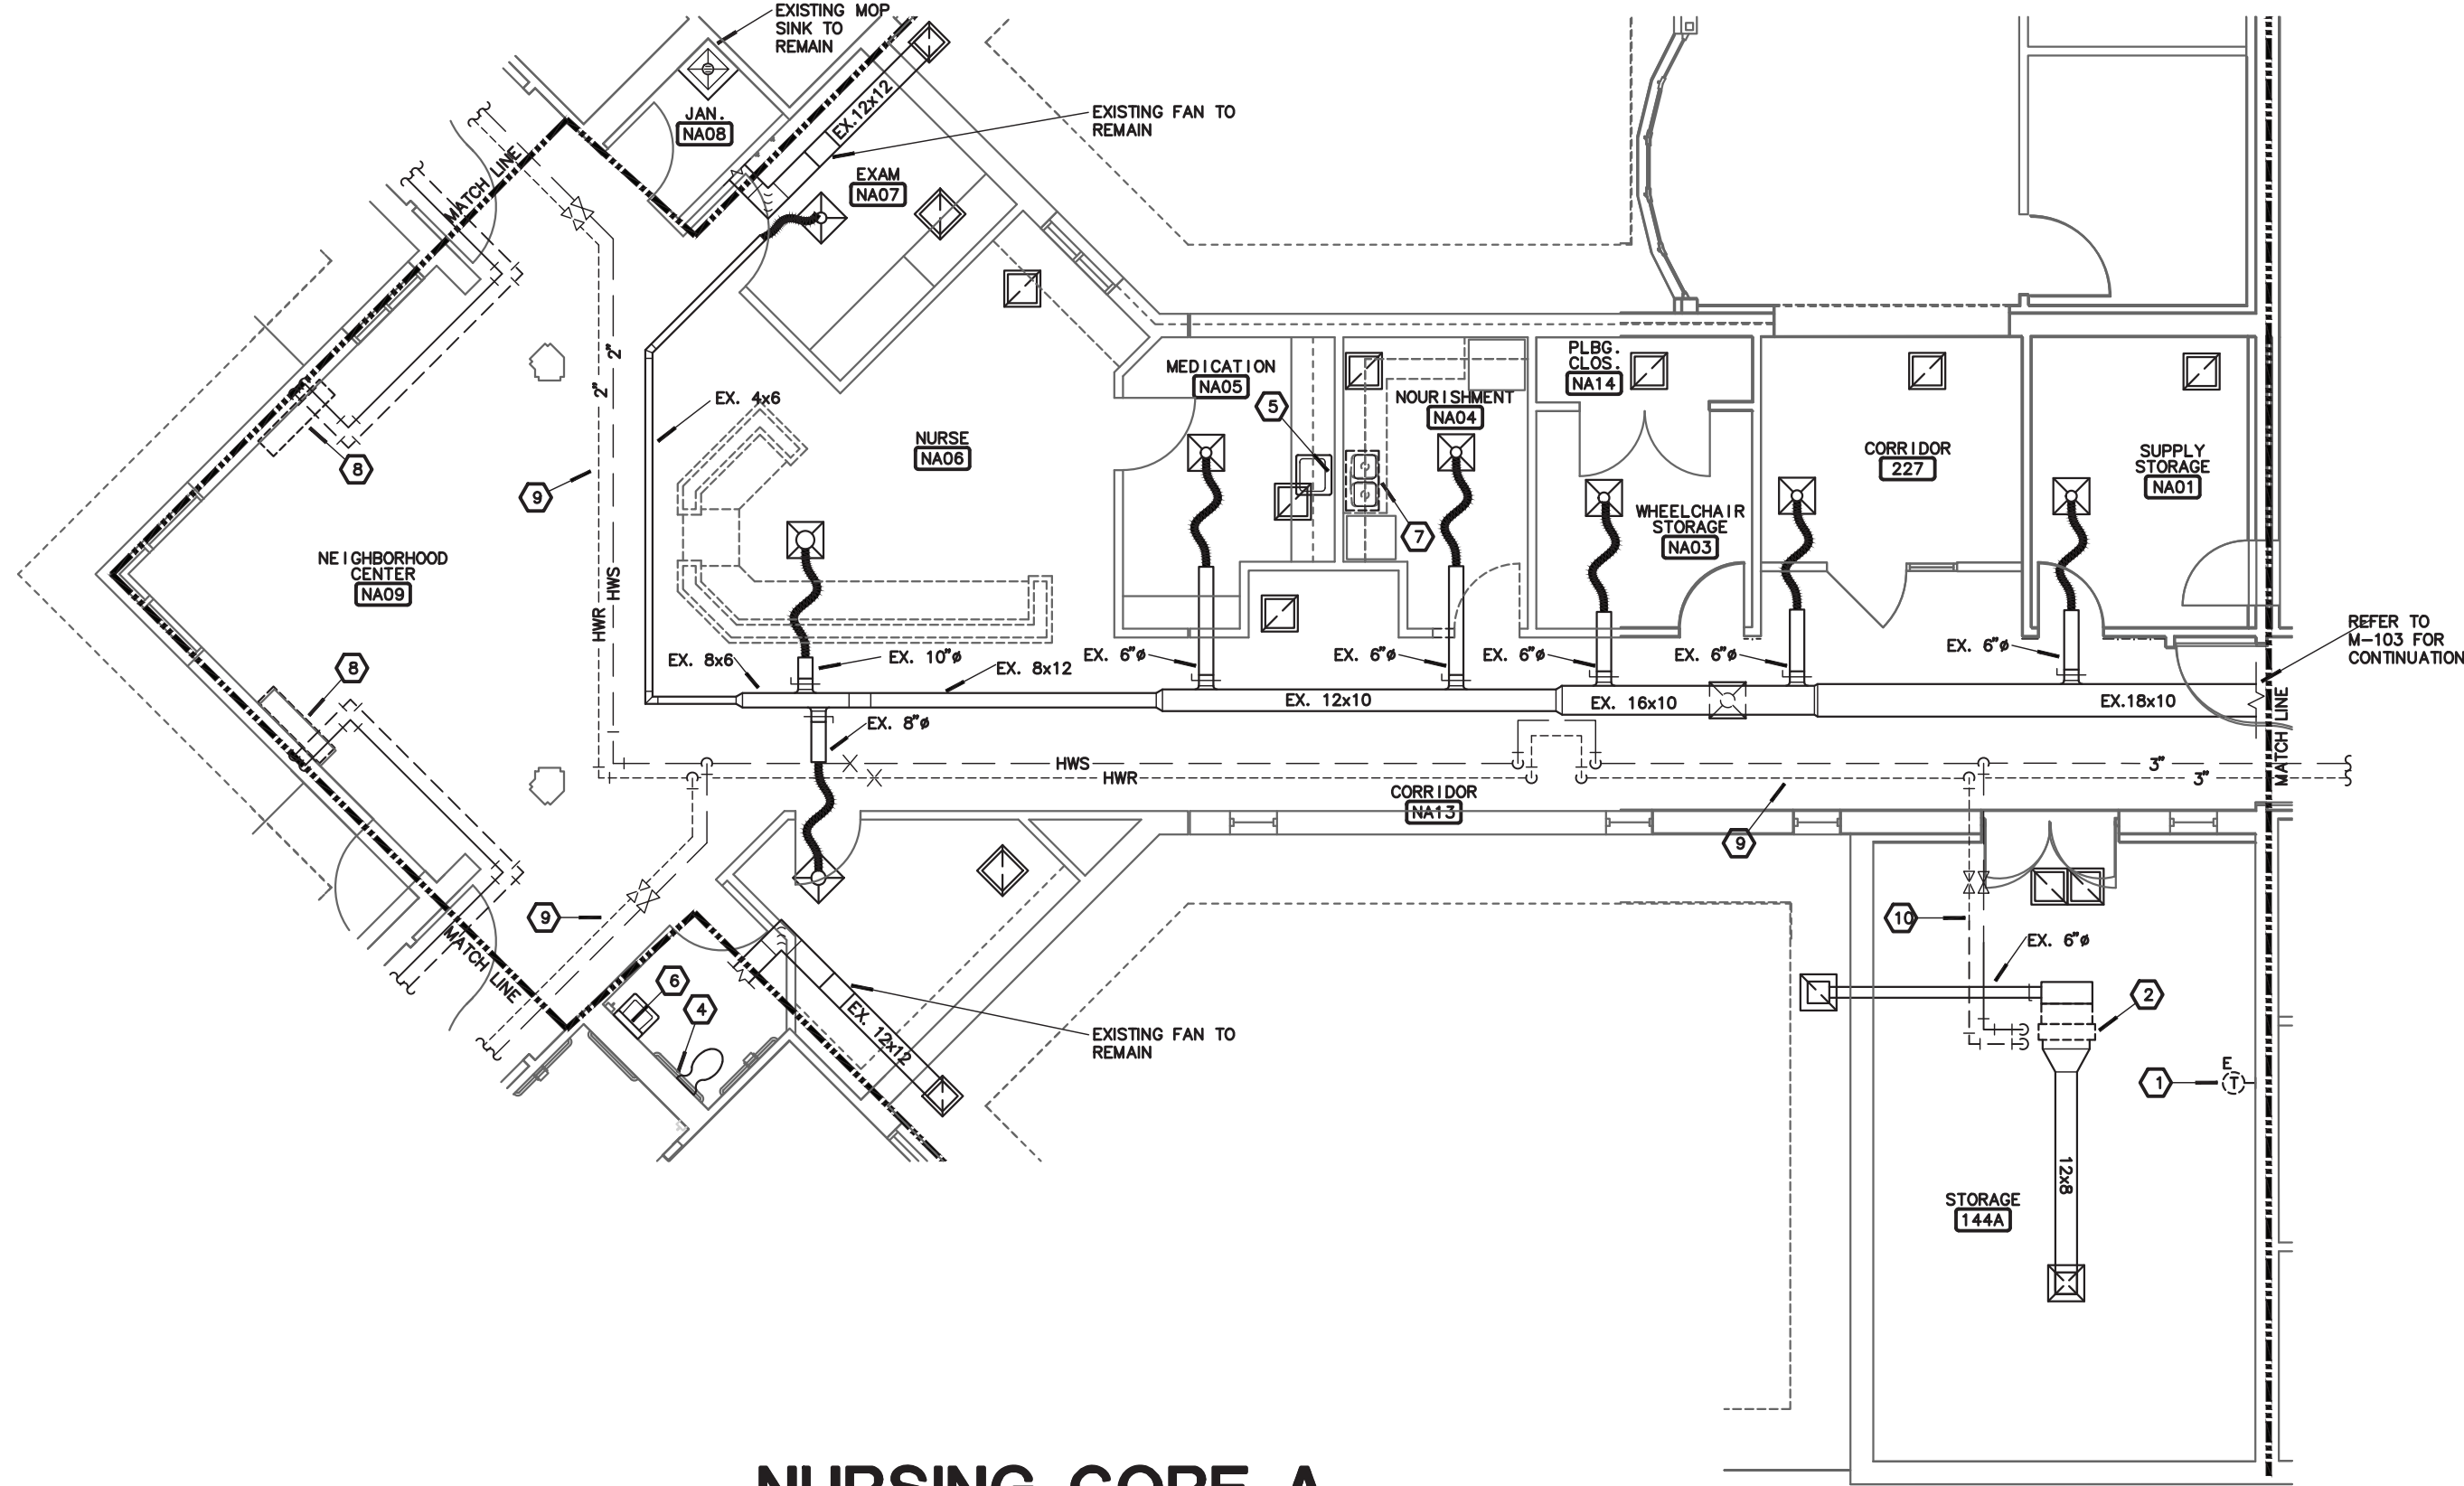 EXISTING MOP
SINK TO
REMAIN
JAN.
NA08
EX.12x12
EXISTING FAN TO
REMAIN
EXAM
NA07
MATCH LINE
2"
2"
EX. 4x6
8
9
NURSE
NA06
MEDICATION
NA05
5
NOURISHMENT
NA04
7
PLBG.
CLOS.
NA14
CORRIDOR
227
SUPPLY
STORAGE
NA01
WHEELCHAIR
STORAGE
NA03
NEIGHBORHOOD
CENTER
NA09
HWR
HWS
8
EX. 8x6
EX. 10"ø
EX. 8x12
EX. 6"ø
EX. 6"ø
EX. 6"ø
EX. 6"ø
EX. 6"ø
REFER TO
M-103 FOR
CONTINUATION
EX. 12x10
EX. 16x10
EX.18x10
MATCH LINE
EX. 8"ø
HWS
HWR
3"
3"
CORRIDOR
NA13
9
9
MATCH LINE
10
EX. 6"ø
6
4
2
EX. 12x12
EXISTING FAN TO
REMAIN
E
T
1
12x8
STORAGE
144A
NURSING CORE A